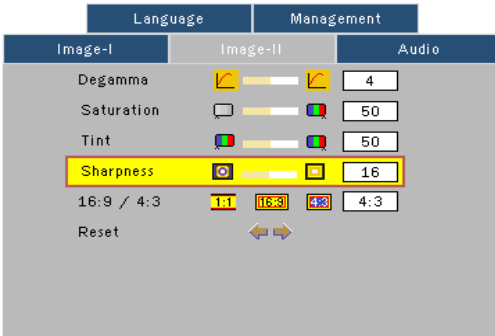 Language Management
Image-I Image-II Audio
Degamma 4
Saturation 50
Tint 50
Sharpness 16
16:9 / 4:3 1:1 16:9 4:3 4:3
Reset